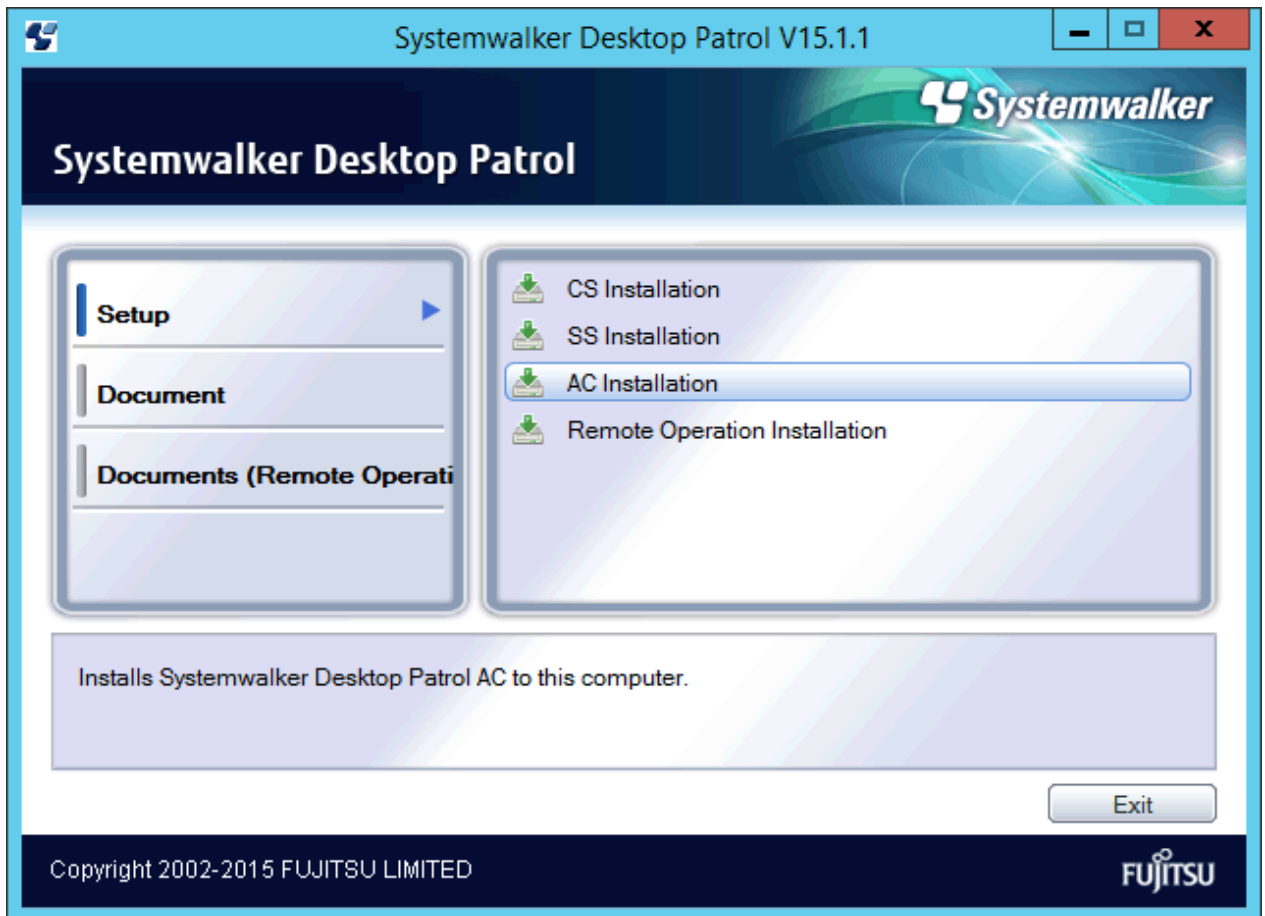 Systemwalker Desktop Patrol V15.1.1
Systemwalker
Systemwalker Desktop Patrol
Setup
Document
Documents (Remote Operati
CS Installation
SS Installation
AC Installation
Remote Operation Installation
Installs Systemwalker Desktop Patrol AC to this computer.
Exit
Copyright 2002-2015 FUJITSU LIMITED
FUJITSU